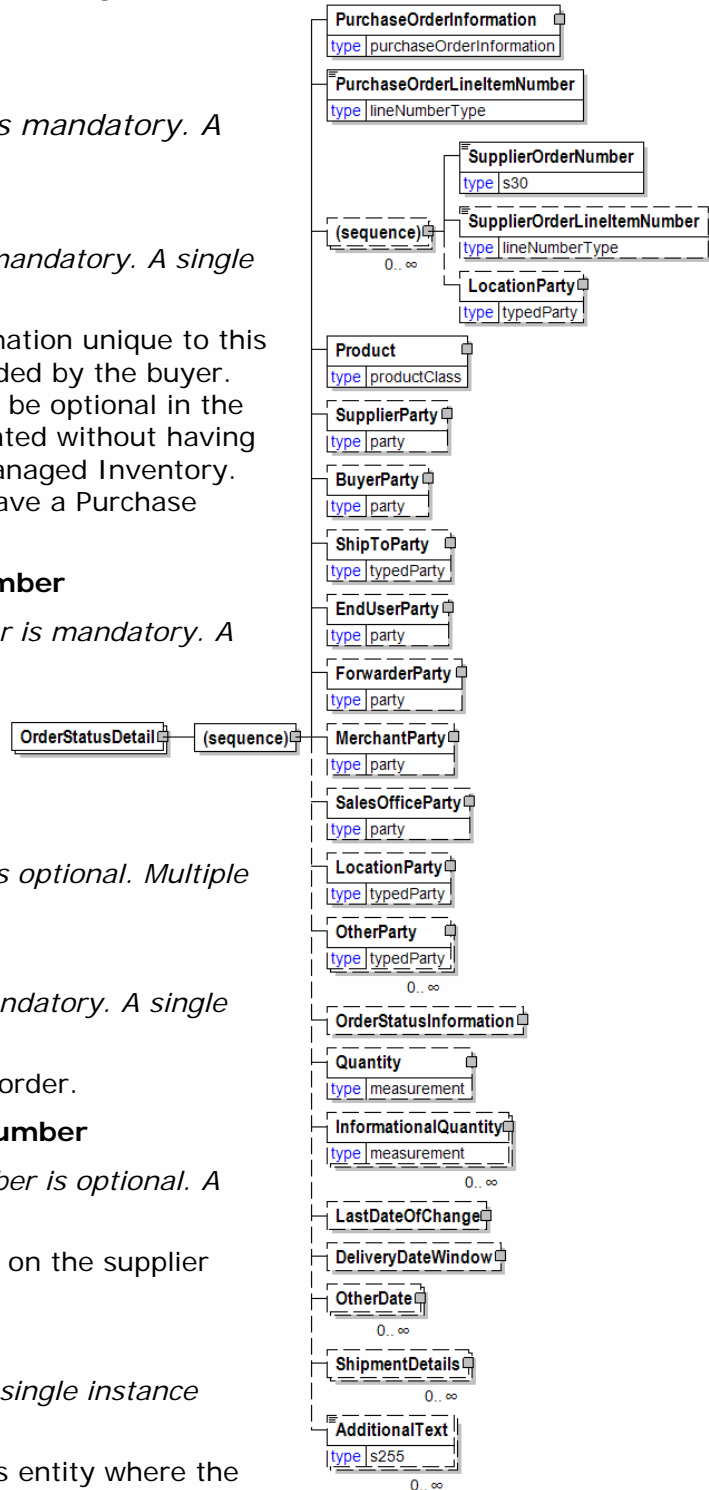 s mandatory. A
mandatory. A single
nation unique to this
ded by the buyer.
be optional in the
ated without having
anaged Inventory.
ave a Purchase
mber
r is mandatory. A
s optional. Multiple
ndatory. A single
order.
umber
ber is optional. A
on the supplier
single instance
s entity where the
OrderStatusDetail
(sequence)
PurchaseOrderInformation
type purchaseOrderInformation
PurchaseOrderLineItemNumber
type lineNumberType
(sequence)
0.. ∞
SupplierOrderNumber
type s30
SupplierOrderLineItemNumber
type lineNumberType
LocationParty
type typedParty
Product
type productClass
SupplierParty
type party
BuyerParty
type party
ShipToParty
type typedParty
EndUserParty
type party
ForwarderParty
type party
MerchantParty
type party
SalesOfficeParty
type party
LocationParty
type typedParty
OtherParty
type typedParty
0.. ∞
OrderStatusInformation
Quantity
type measurement
InformationalQuantity
type measurement
0.. ∞
LastDateOfChange
DeliveryDateWindow
OtherDate
0.. ∞
ShipmentDetails
0.. ∞
AdditionalText
type s255
0.. ∞